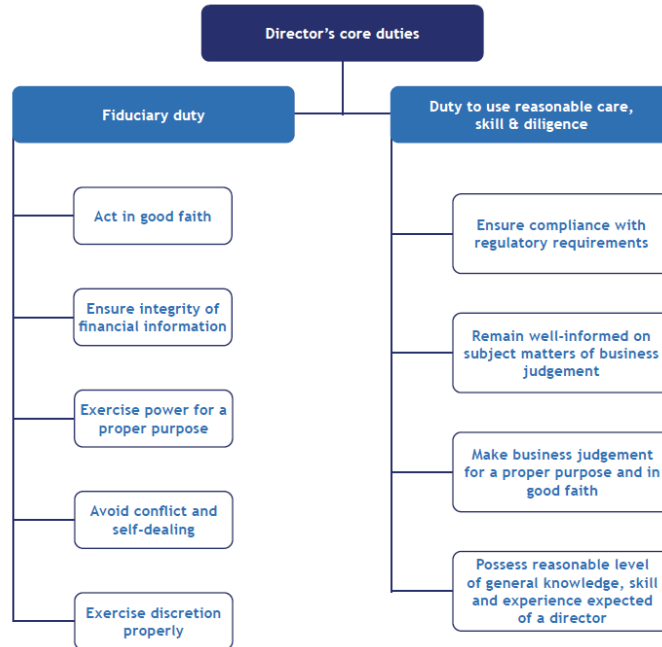 Director's core duties
Fiduciary duty
Act in good faith
Ensure integrity of
financial information
Exercise power for a
proper purpose
Avoid conflict and
self-dealing
Exercise discretion
properly
Duty to use reasonable care,
skill & diligence
Ensure compliance with
regulatory requirements
Remain well-informed on
subject matters of business
judgement
Make business judgement
for a proper purpose and in
good faith
Possess reasonable level
of general knowledge, skill
and experience expected
of a director